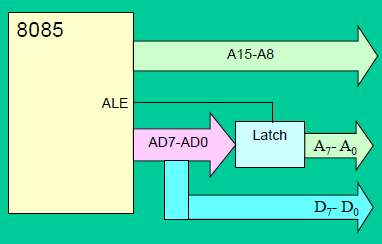 8085
A15-A8
ALE
AD7-AD0
Latch
A₇- A₀
D₇- D₀